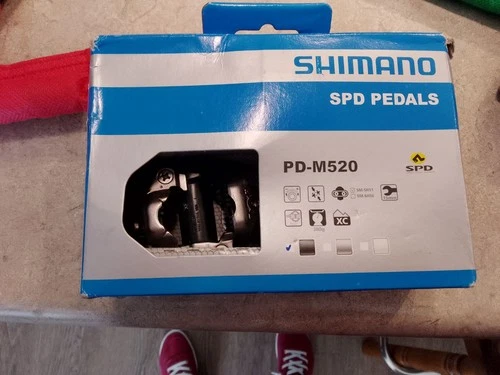 SHIMANO
SPD PEDALS
PD-M520
SPD
XC